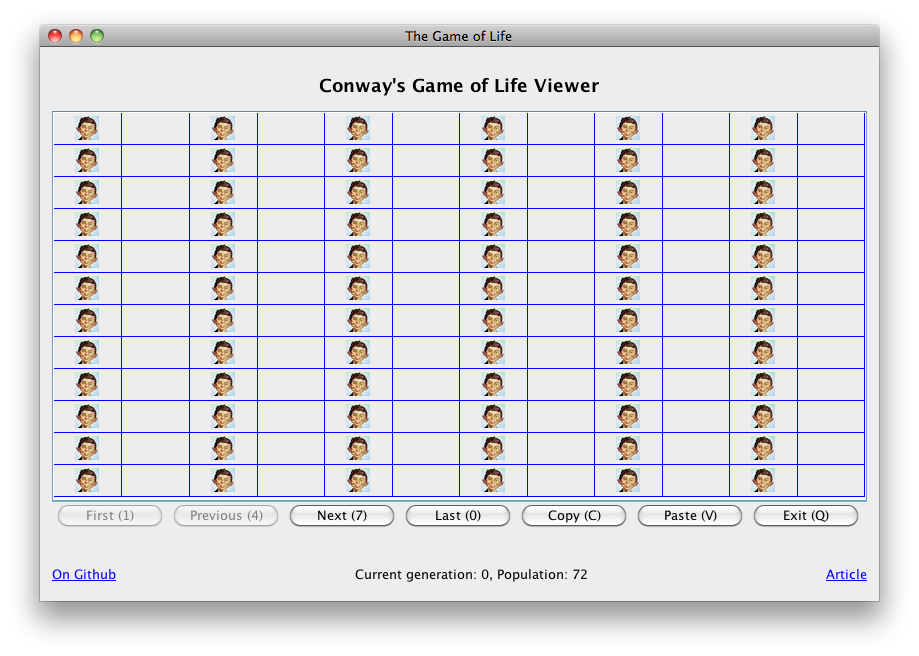 The Game of Life
Conway's Game of Life Viewer
First (1) Previous (4) Next (7) Last (0) Copy (C) Paste (V) Exit (Q)
On Github Current generation: 0, Population: 72 Article